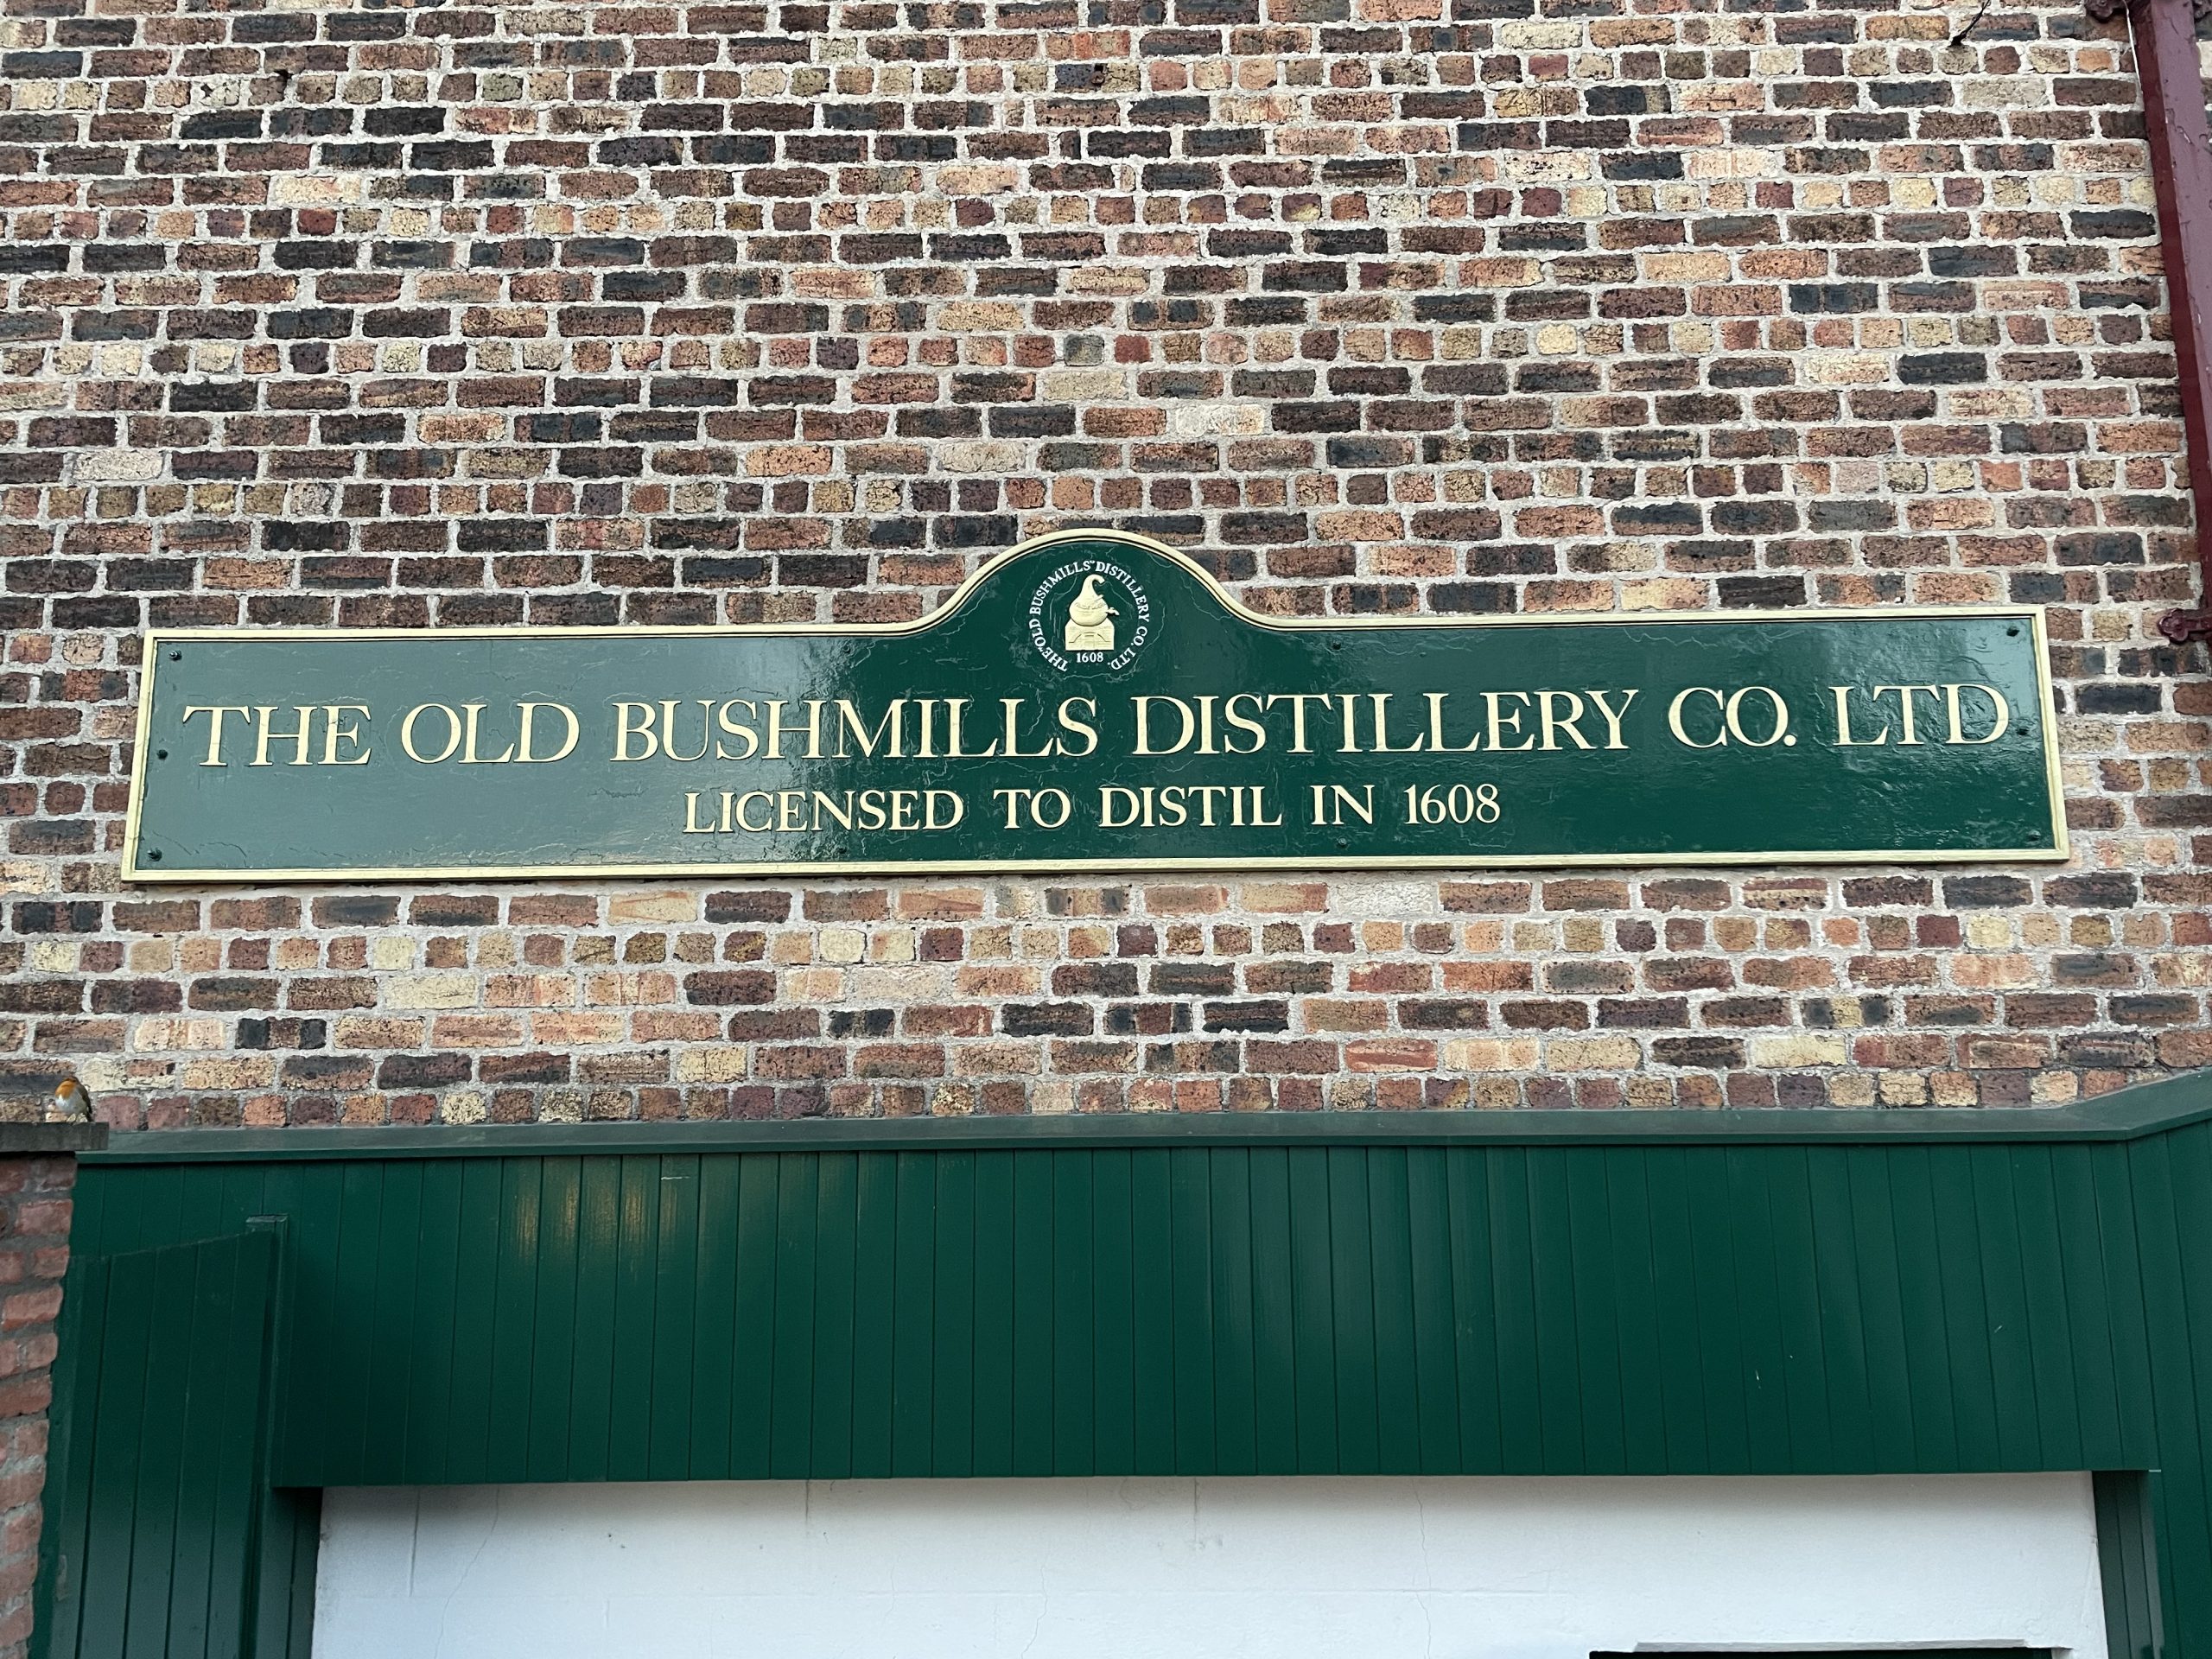 THE "OLD BUSHMILLS" DISTILLERY CO. LTD.
1608
THE OLD BUSHMILLS DISTILLERY CO. LTD
LICENSED TO DISTIL IN 1608